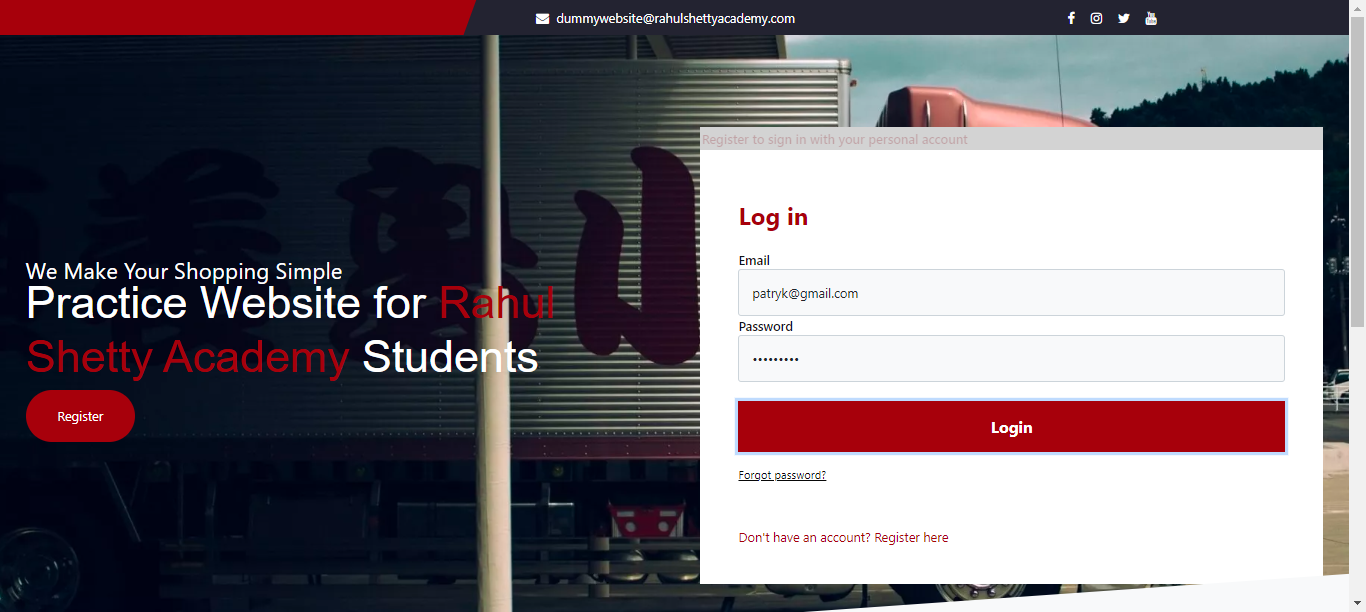 dummywebsite@rahulshettyacademy.com
Register to sign in with your personal account
We Make Your Shopping Simple
Practice Website for Rahul
Shetty Academy Students
Register
Log in
Email
patryk@gmail.com
Password
•••••••••
Login
Forgot password?
Don't have an account? Register here